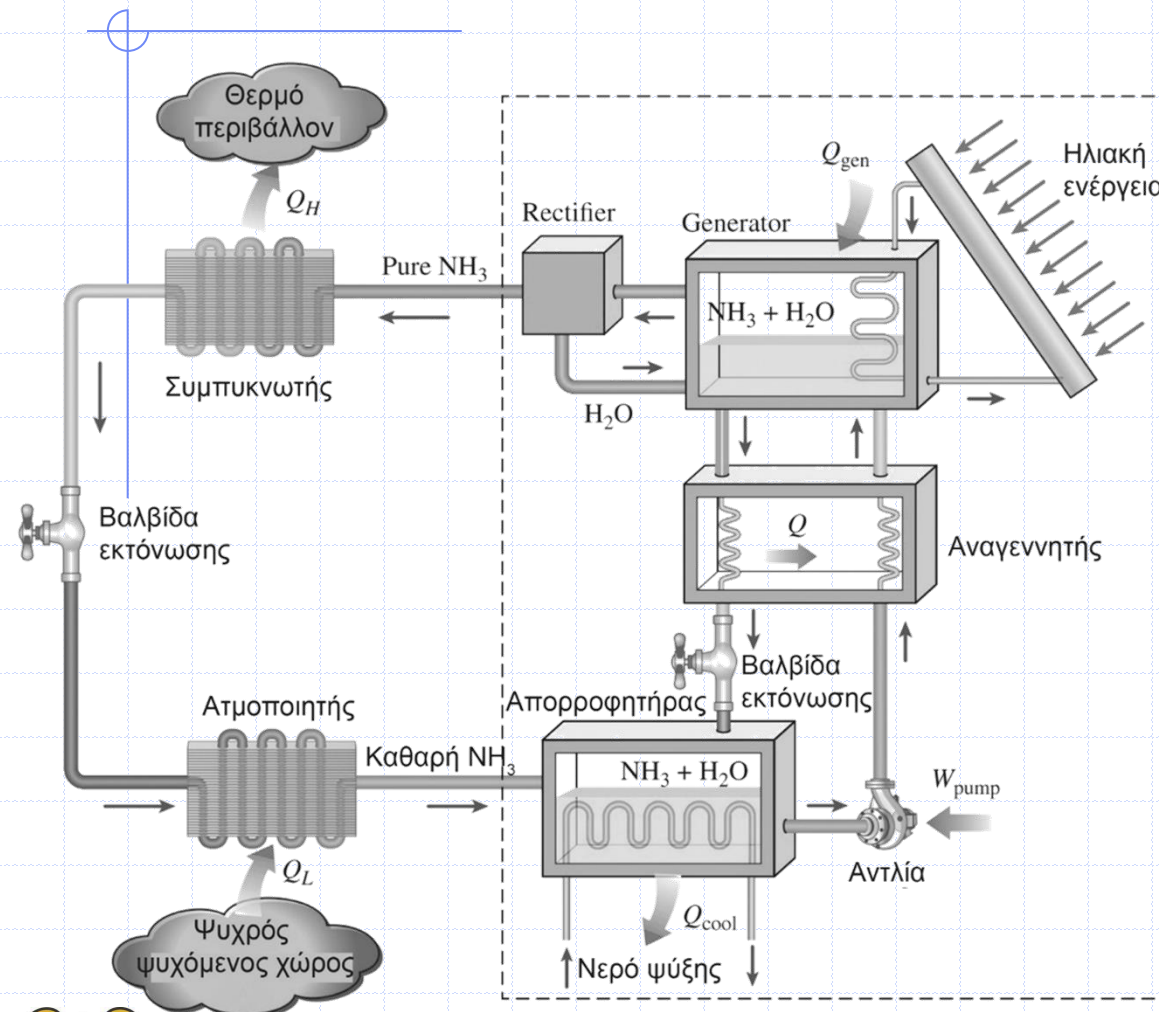 Θερμό
περιβάλλον
Q_H
Q_gen
Ηλιακή
ενέργεια
Rectifier
Generator
Pure NH₃
NH₃ + H₂O
Συμπυκνωτής
H₂O
Βαλβίδα
εκτόνωσης
Q
Αναγεννητής
Βαλβίδα
εκτόνωσης
Απορροφητήρας
Ατμοποιητής
Καθαρή NH₃
NH₃ + H₂O
W_pump
Αντλία
Q_L
Q_cool
Ψυχρός
ψυχόμενος χώρος
Νερό ψύξης